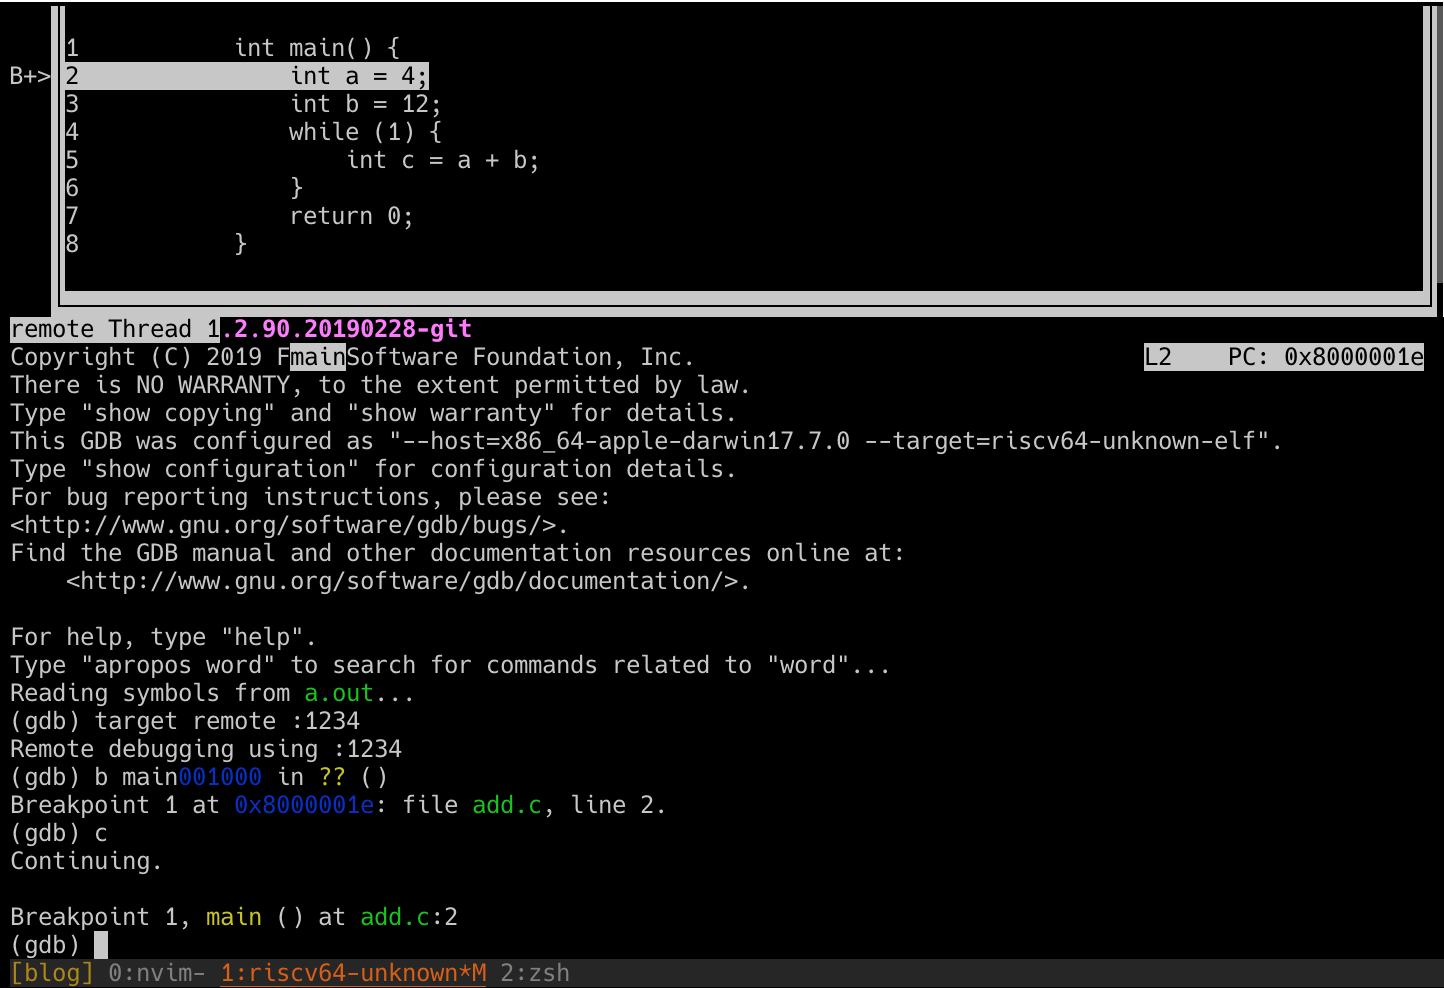 1 int main() {
B+> 2 int a = 4;
3 int b = 12;
4 while (1) {
5 int c = a + b;
6 }
7 return 0;
8 }
remote Thread 1.2.90.20190228-git
Copyright (C) 2019 FmainSoftware Foundation, Inc. L2 PC: 0x8000001e
There is NO WARRANTY, to the extent permitted by law.
Type "show copying" and "show warranty" for details.
This GDB was configured as "--host=x86_64-apple-darwin17.7.0 --target=riscv64-unknown-elf".
Type "show configuration" for configuration details.
For bug reporting instructions, please see:
<http://www.gnu.org/software/gdb/bugs/>.
Find the GDB manual and other documentation resources online at:
<http://www.gnu.org/software/gdb/documentation/>.
For help, type "help".
Type "apropos word" to search for commands related to "word"...
Reading symbols from a.out...
(gdb) target remote :1234
Remote debugging using :1234
(gdb) b main001000 in ?? ()
Breakpoint 1 at 0x8000001e: file add.c, line 2.
(gdb) c
Continuing.
Breakpoint 1, main () at add.c:2
(gdb)
[blog] 0:nvim- 1:riscv64-unknown*M 2:zsh